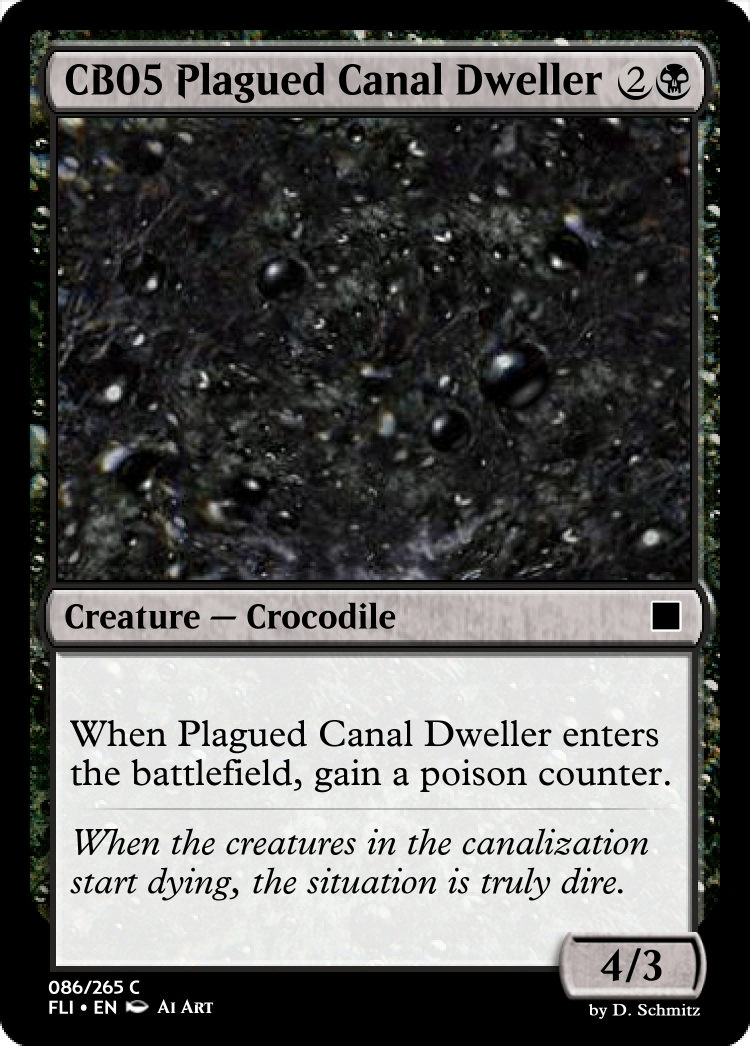 CB05 Plagued Canal Dweller 2
Creature — Crocodile
When Plagued Canal Dweller enters
the battlefield, gain a poison counter.
When the creatures in the canalization
start dying, the situation is truly dire.
4/3
086/265 C
FLI • EN AI ART
by D. Schmitz